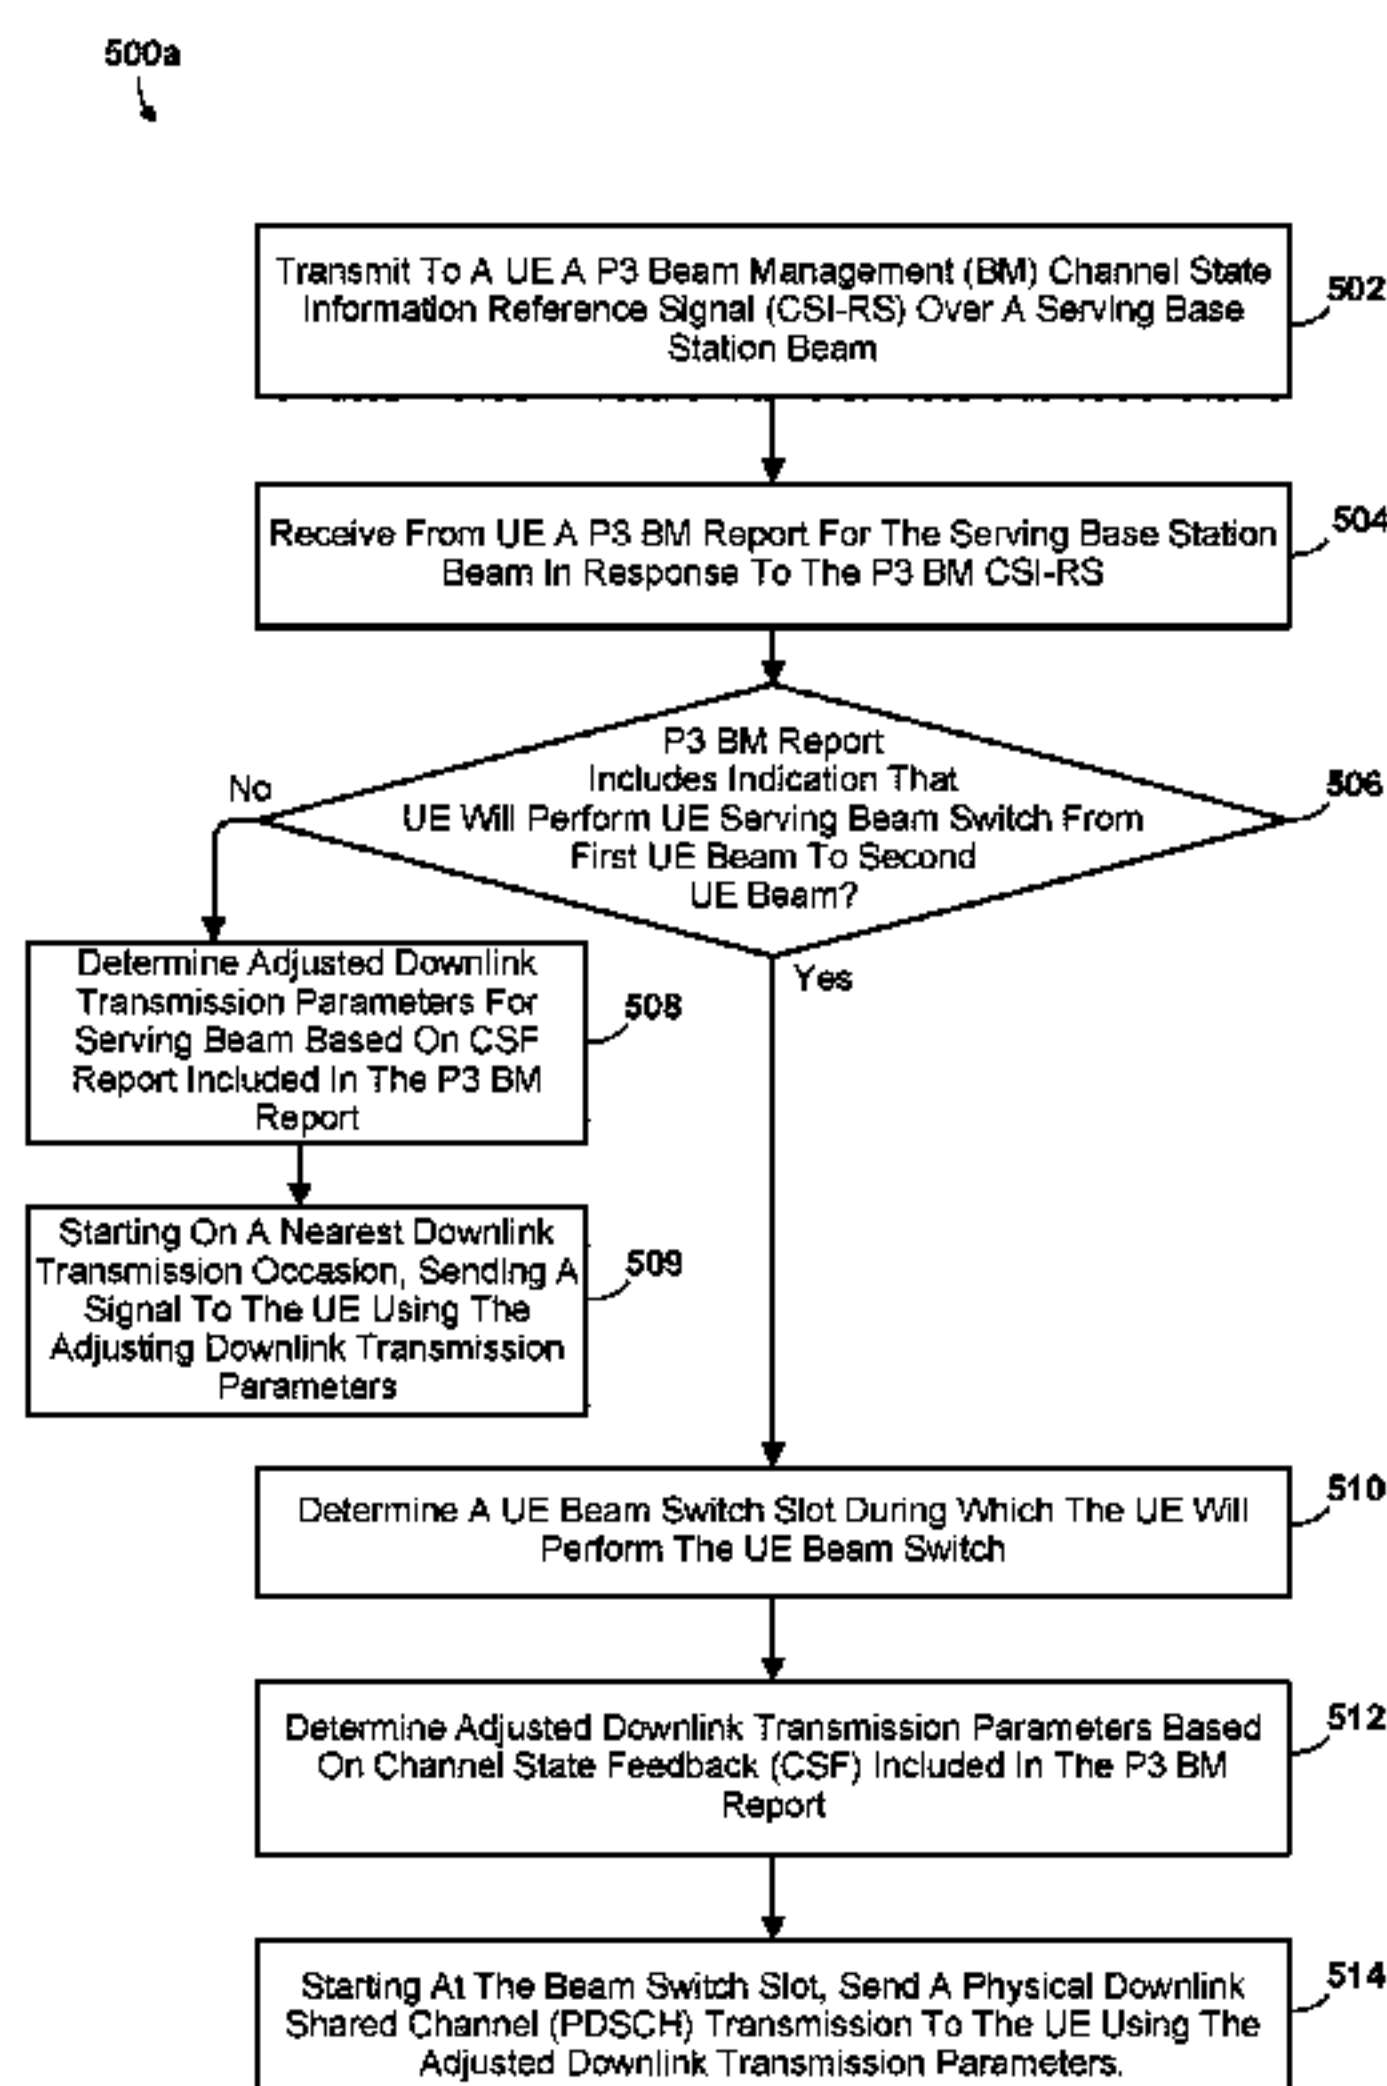 500a
Transmit To A UE A P3 Beam Management (BM) Channel State
Information Reference Signal (CSI-RS) Over A Serving Base
Station Beam
502
Receive From UE A P3 BM Report For The Serving Base Station
Beam In Response To The P3 BM CSI-RS
504
P3 BM Report
Includes Indication That
UE Will Perform UE Serving Beam Switch From
First UE Beam To Second
UE Beam?
506
No
Yes
Determine Adjusted Downlink
Transmission Parameters For
Serving Beam Based On CSF
Report Included In The P3 BM
Report
508
Starting On A Nearest Downlink
Transmission Occasion, Sending A
Signal To The UE Using The
Adjusting Downlink Transmission
Parameters
509
Determine A UE Beam Switch Slot During Which The UE Will
Perform The UE Beam Switch
510
Determine Adjusted Downlink Transmission Parameters Based
On Channel State Feedback (CSF) Included In The P3 BM
Report
512
Starting At The Beam Switch Slot, Send A Physical Downlink
Shared Channel (PDSCH) Transmission To The UE Using The
Adjusted Downlink Transmission Parameters.
514